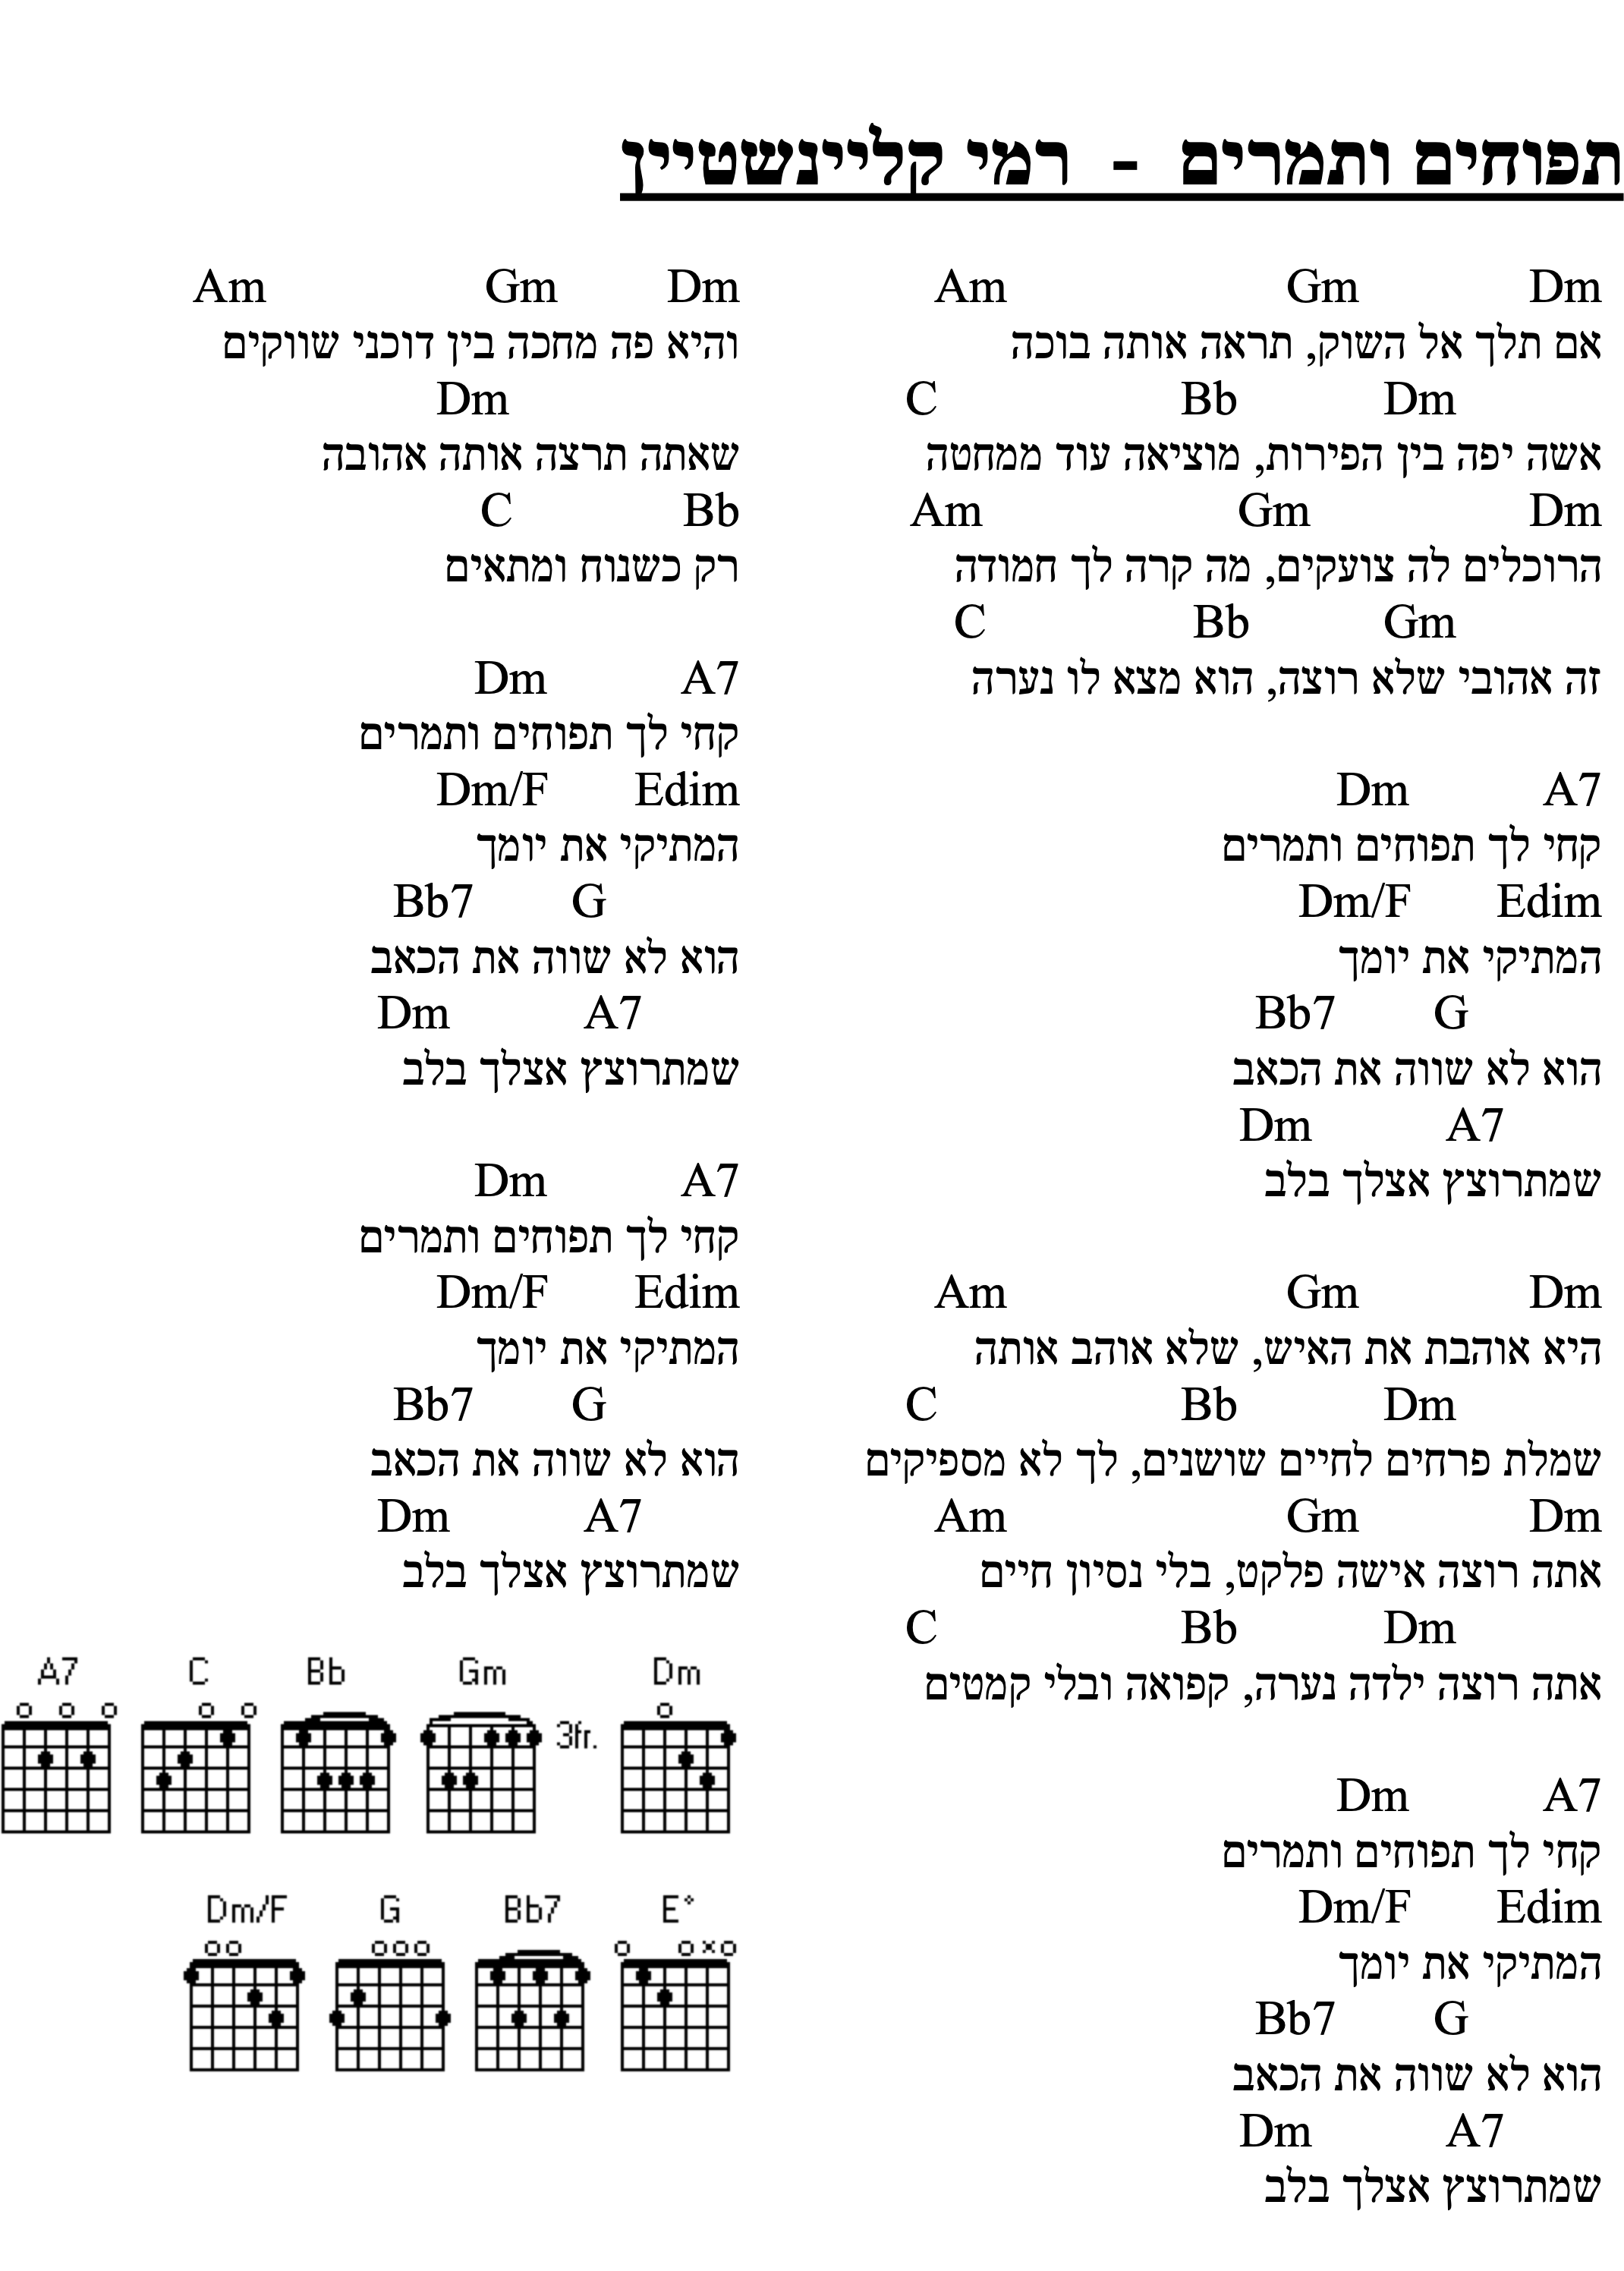 תפוחים ותמרים - רמי קליינשטיין
Dm Gm Am
אם תלך אל השוק, תראה אותה בוכה
Dm Bb C
אשה יפה בין הפירות, מוציאה עוד ממחטה
Dm Gm Am
הרוכלים לה צועקים, מה קרה לך חמודה
Gm Bb C
זה אהובי שלא רוצה, הוא מצא לו נערה
A7 Dm
קחי לך תפוחים ותמרים
Edim Dm/F
המתיקי את יומך
G Bb7
הוא לא שווה את הכאב
A7 Dm
שמתרוצץ אצלך בלב
Dm Gm Am
היא אוהבת את האיש, שלא אוהב אותה
Dm Bb C
שמלת פרחים לחיים שושנים, לך לא מספיקים
Dm Gm Am
אתה רוצה אישה פלקט, בלי נסיון חיים
Dm Bb C
אתה רוצה ילדה נערה, קפואה ובלי קמטים
A7 Dm
קחי לך תפוחים ותמרים
Edim Dm/F
המתיקי את יומך
G Bb7
הוא לא שווה את הכאב
A7 Dm
שמתרוצץ אצלך בלב
Dm Gm Am
והיא פה מחכה בין דוכני שווקים
Dm
שאתה תרצה אותה אהובה
Bb C
רק כשנוח ומתאים
A7 Dm
קחי לך תפוחים ותמרים
Edim Dm/F
המתיקי את יומך
G Bb7
הוא לא שווה את הכאב
A7 Dm
שמתרוצץ אצלך בלב
A7 Dm
קחי לך תפוחים ותמרים
Edim Dm/F
המתיקי את יומך
G Bb7
הוא לא שווה את הכאב
A7 Dm
שמתרוצץ אצלך בלב
A7 C Bb Gm Dm
3fr.
Dm/F G Bb7 E°